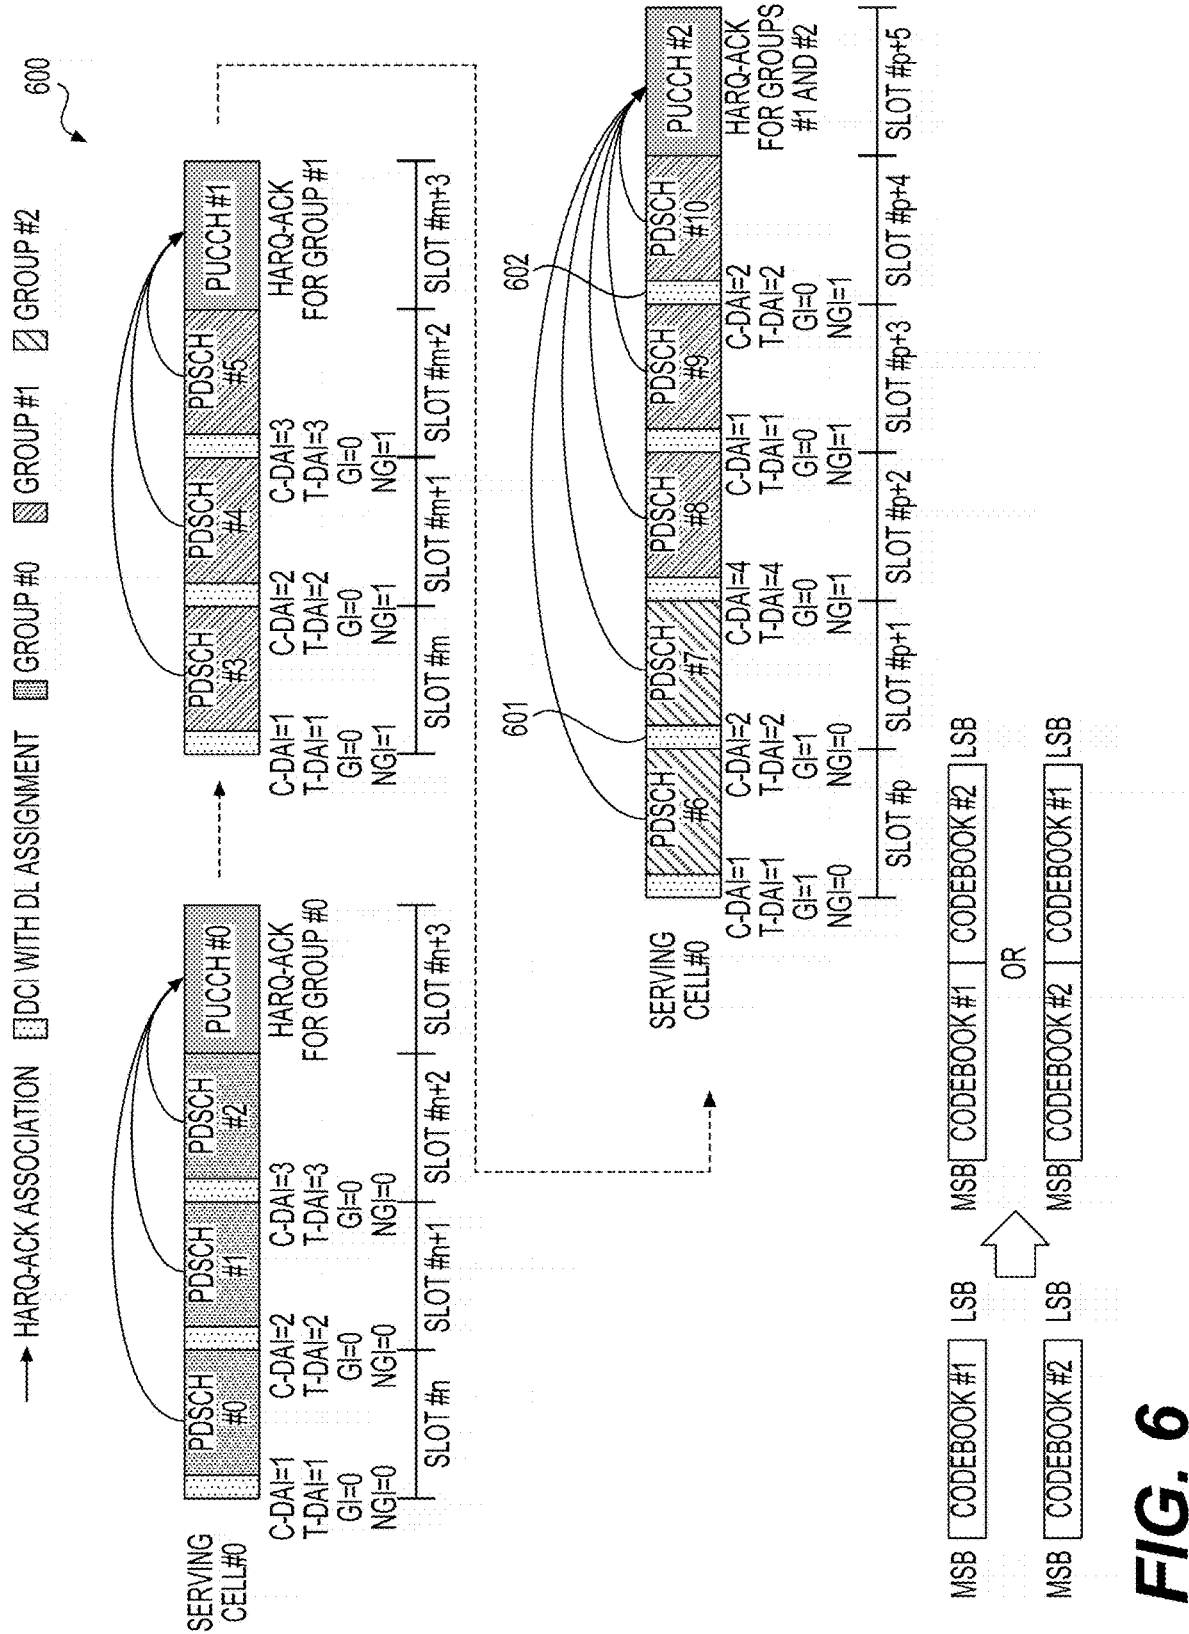 600
HARQ-ACK ASSOCIATION
DCI WITH DL ASSIGNMENT
GROUP #0
GROUP #1
GROUP #2
SERVING
CELL#0
PDSCH
#0
PDSCH
#1
PDSCH
#2
PUCCH #0
C-DAI=1
T-DAI=1
GI=0
NGI=0
C-DAI=2
T-DAI=2
GI=0
NGI=0
C-DAI=3
T-DAI=3
GI=0
NGI=0
HARQ-ACK
FOR GROUP #0
SLOT #n
SLOT #n+1
SLOT #n+2
SLOT #n+3
PDSCH
#3
PDSCH
#4
PDSCH
#5
PUCCH #1
C-DAI=1
T-DAI=1
GI=0
NGI=1
C-DAI=2
T-DAI=2
GI=0
NGI=1
C-DAI=3
T-DAI=3
GI=0
NGI=1
HARQ-ACK
FOR GROUP #1
SLOT #m
SLOT #m+1
SLOT #m+2
SLOT #m+3
601
602
SERVING
CELL#0
PDSCH
#6
PDSCH
#7
PDSCH
#8
PDSCH
#9
PDSCH
#10
PUCCH #2
C-DAI=1
T-DAI=1
GI=1
NGI=0
C-DAI=2
T-DAI=2
GI=1
NGI=0
C-DAI=4
T-DAI=4
GI=0
NGI=1
C-DAI=1
T-DAI=1
GI=0
NGI=1
C-DAI=2
T-DAI=2
GI=0
NGI=1
HARQ-ACK
FOR GROUPS
#1 AND #2
SLOT #p
SLOT #p+1
SLOT #p+2
SLOT #p+3
SLOT #p+4
SLOT #p+5
MSB CODEBOOK #1 LSB
MSB CODEBOOK #2 LSB
MSB CODEBOOK #1 CODEBOOK #2 LSB
OR
MSB CODEBOOK #2 CODEBOOK #1 LSB
FIG. 6